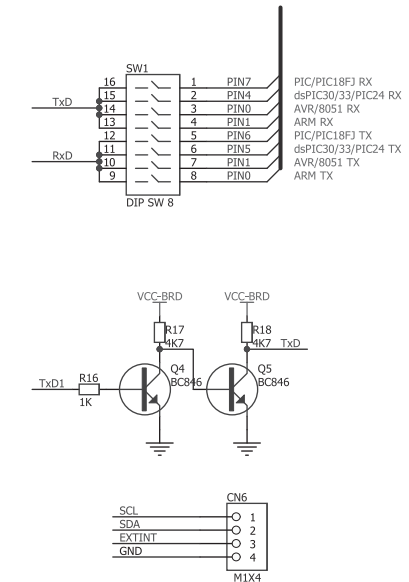 SW1
16 1 PIN7 PIC/PIC18FJ RX
15 2 PIN4 dsPIC30/33/PIC24 RX
TxD 14 3 PIN0 AVR/8051 RX
13 4 PIN1 ARM RX
12 5 PIN6 PIC/PIC18FJ TX
11 6 PIN5 dsPIC30/33/PIC24 TX
RxD 10 7 PIN1 AVR/8051 TX
9 8 PIN0 ARM TX
DIP SW 8
VCC-BRD VCC-BRD
R17 R18
4K7 4K7 TxD
Q4 Q5
TxD1 R16 BC846 BC846
1K
CN6
SCL 1
SDA 2
EXTINT 3
GND 4
M1X4